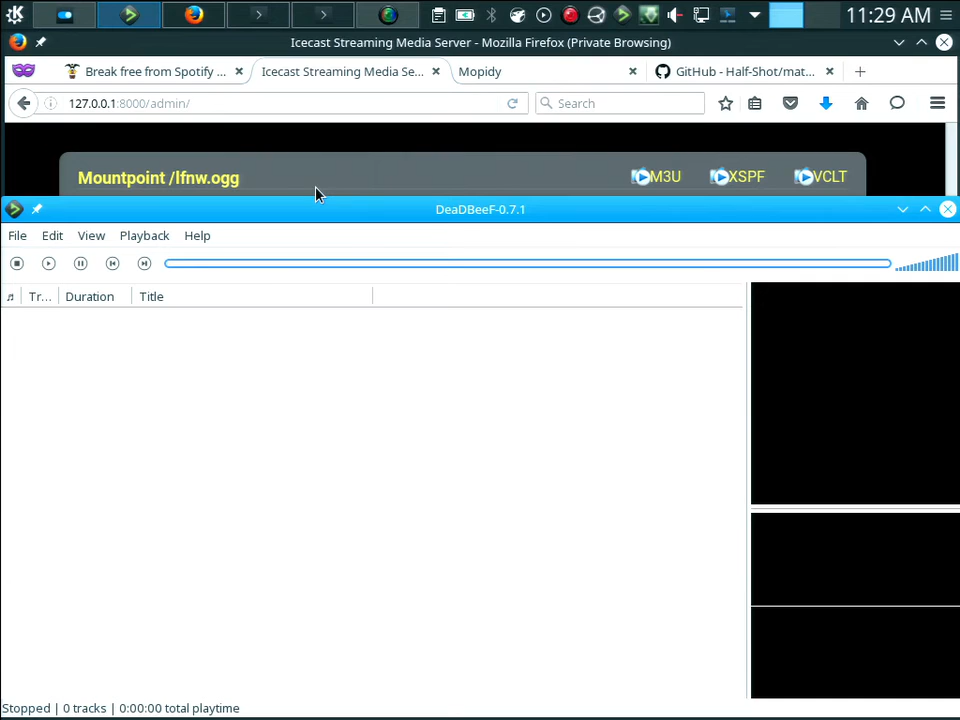 11:29 AM
Icecast Streaming Media Server - Mozilla Firefox (Private Browsing)
Break free from Spotify ... Icecast Streaming Media Se... Mopidy GitHub - Half-Shot/mat...
127.0.0.1:8000/admin/ Search
Mountpoint /lfnw.ogg M3U XSPF VCLT
DeaDBeeF-0.7.1
File Edit View Playback Help
Tr... Duration Title
Stopped | 0 tracks | 0:00:00 total playtime